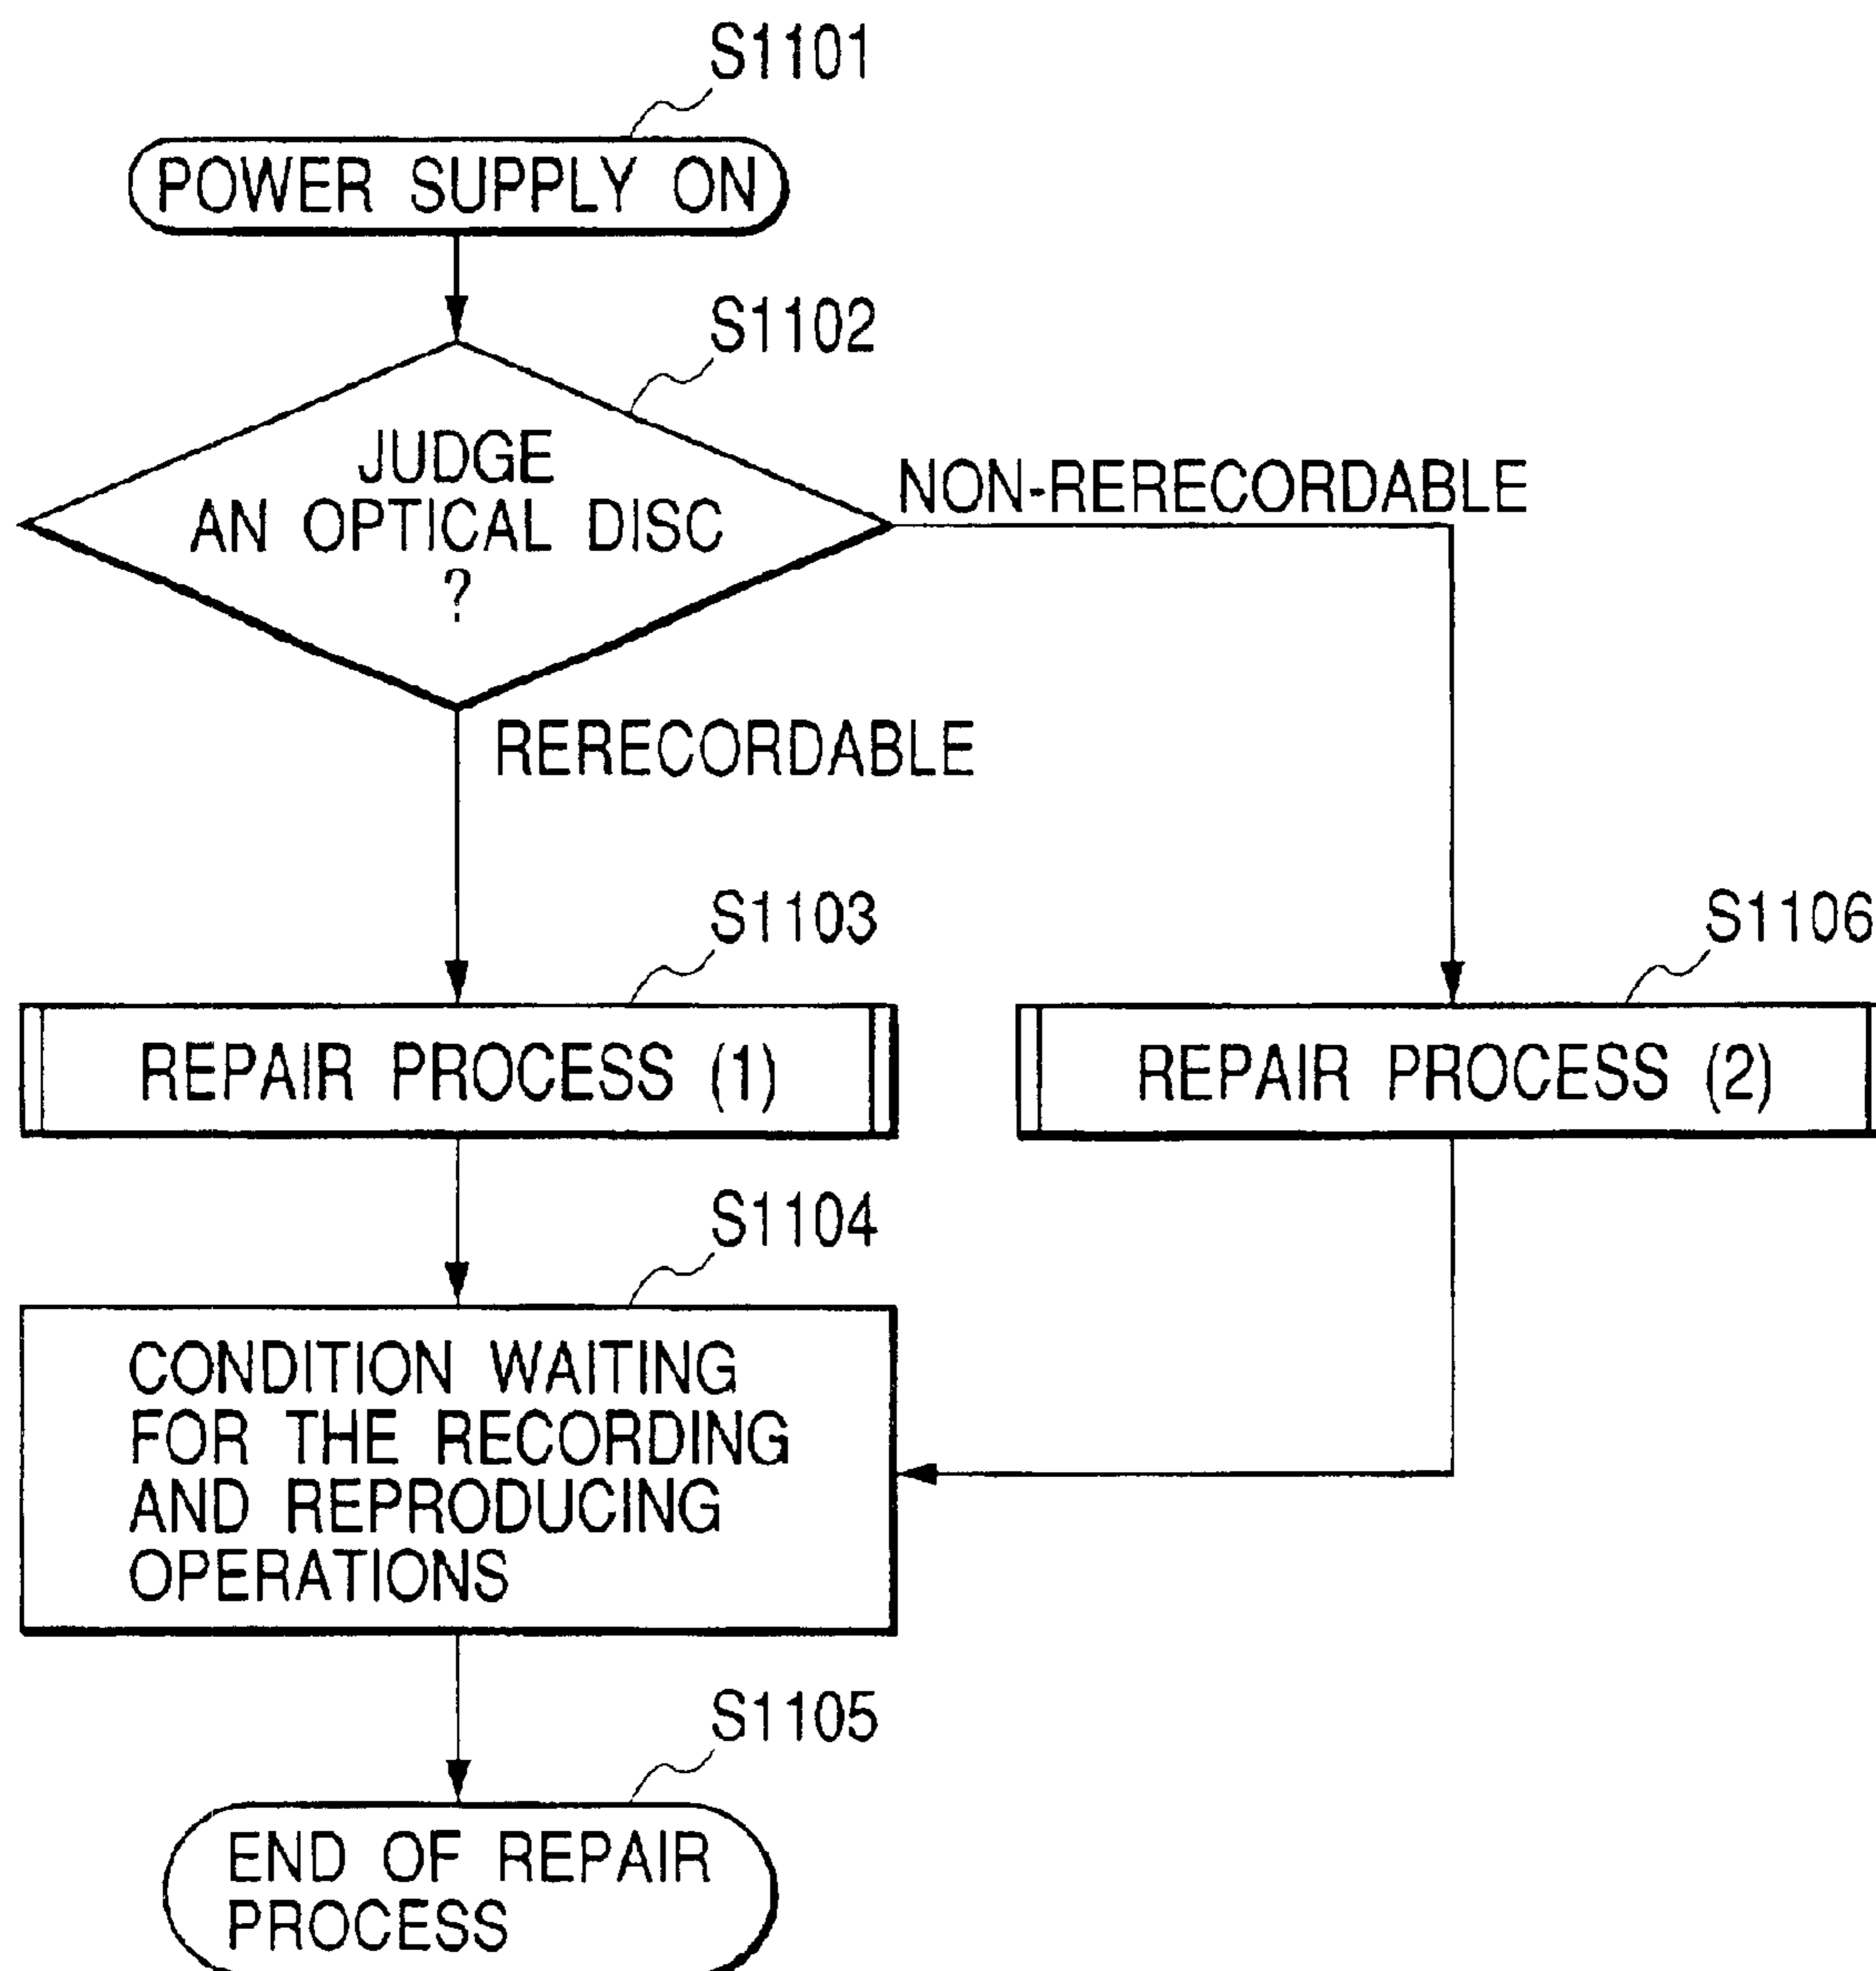 S1101
POWER SUPPLY ON
S1102
JUDGE
AN OPTICAL DISC
?
NON-RERECORDABLE
RERECORDABLE
S1103
S1106
REPAIR PROCESS (1)
REPAIR PROCESS (2)
S1104
CONDITION WAITING
FOR THE RECORDING
AND REPRODUCING
OPERATIONS
S1105
END OF REPAIR
PROCESS